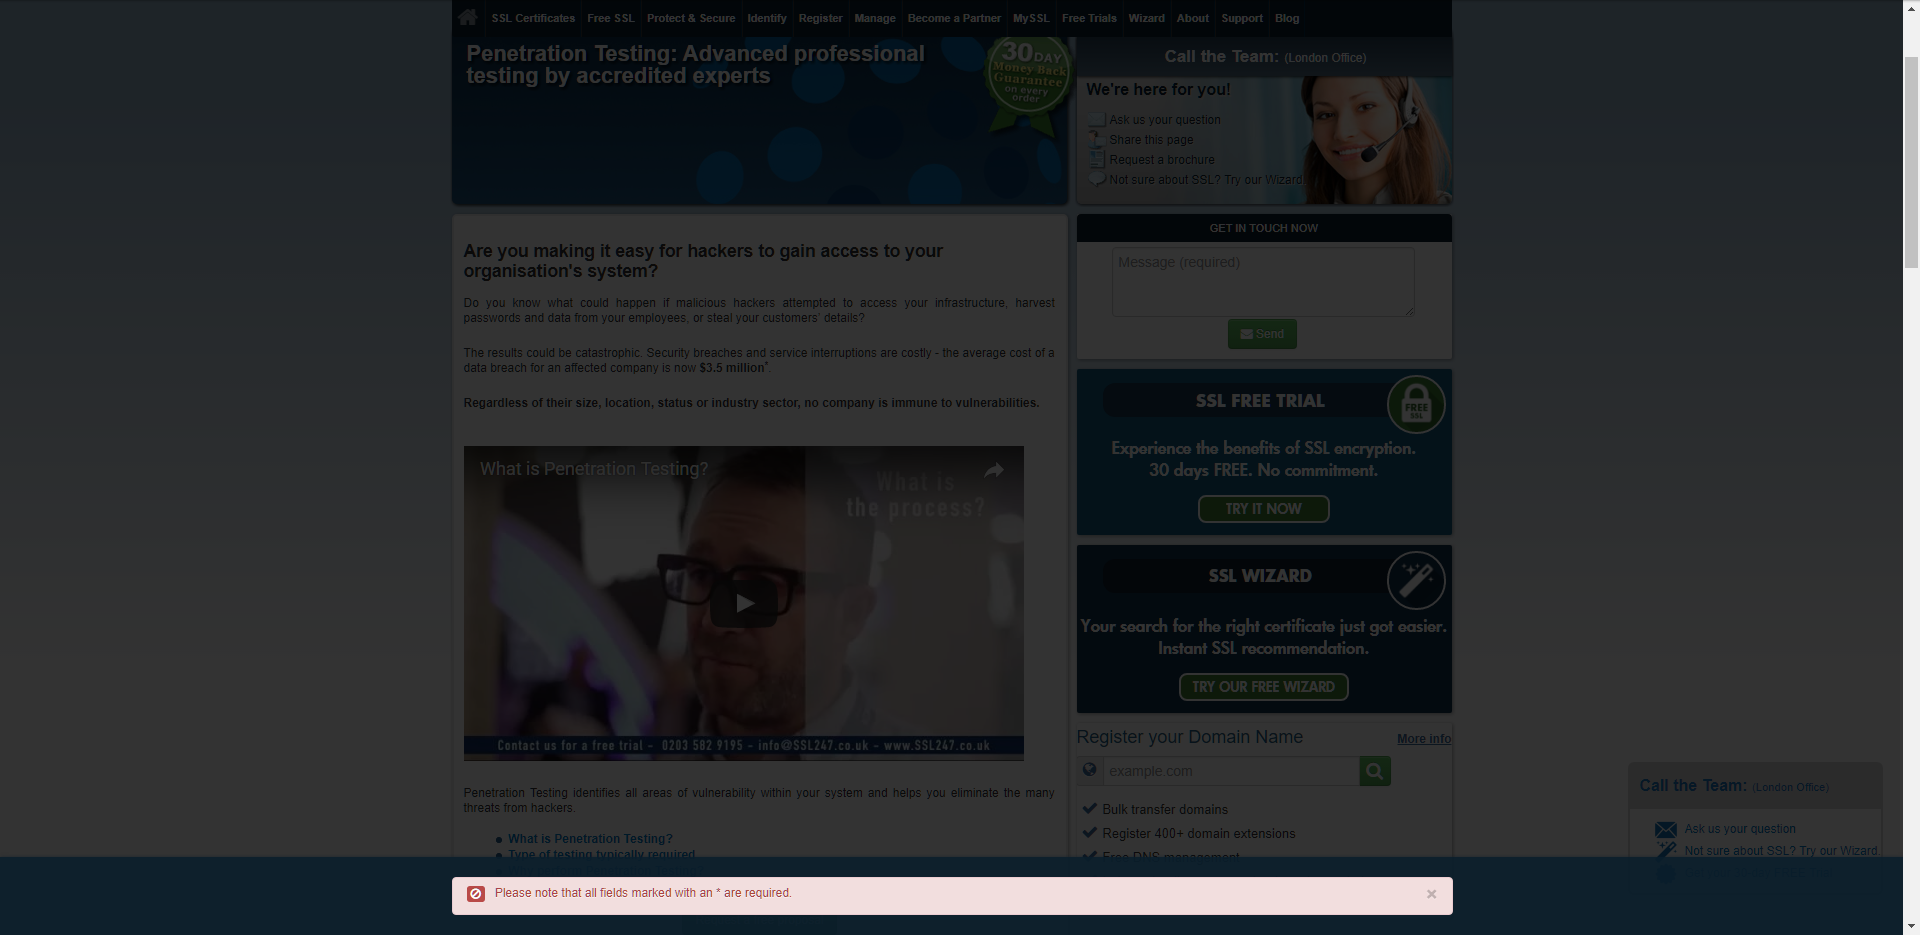 SSL Certificates
Free SSL
Protect & Secure
Identify
Register
Manage
Become a Partner
MySSL
Free Trials
Wizard
About
Support
Blog
Penetration Testing: Advanced professional
testing by accredited experts
30 DAY
Money Back
Guarantee
on every
order
Call the Team: (London Office)
We're here for you!
Ask us your question
Share this page
Request a brochure
Not sure about SSL? Try our Wizard
Are you making it easy for hackers to gain access to your
organisation's system?
Do you know what could happen if malicious hackers attempted to access your infrastructure, harvest
passwords and data from your employees, or steal your customers' details?
The results could be catastrophic. Security breaches and service interruptions are costly - the average cost of a
data breach for an affected company is now $3.5 million*.
Regardless of their size, location, status or industry sector, no company is immune to vulnerabilities.
What is Penetration Testing?
What is
the process?
Contact us for a free trial - 0203 582 9195 - info@SSL247.co.uk - www.SSL247.co.uk
Penetration Testing identifies all areas of vulnerability within your system and helps you eliminate the many
threats from hackers.
What is Penetration Testing?
Type of testing typically required
GET IN TOUCH NOW
Message (required)
Send
SSL FREE TRIAL
FREE
SSL
Experience the benefits of SSL encryption.
30 days FREE. No commitment.
TRY IT NOW
SSL WIZARD
Your search for the right certificate just got easier.
Instant SSL recommendation.
TRY OUR FREE WIZARD
Register your Domain Name
More info
example.com
Bulk transfer domains
Register 400+ domain extensions
Free DNS management
Call the Team: (London Office)
Ask us your question
Not sure about SSL? Try our Wizard
Please note that all fields marked with an * are required.
×